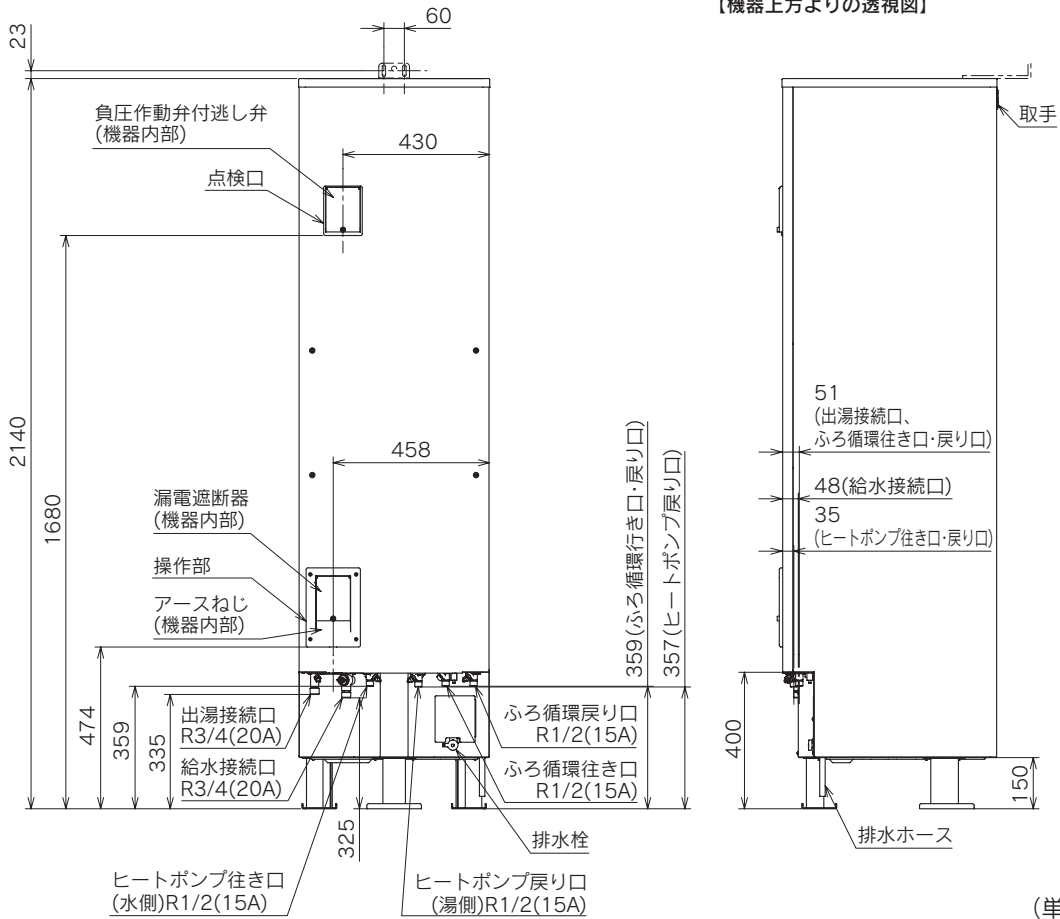 【機器上方よりの透視図】
60
23
負圧作動弁付逃し弁
(機器内部)
430
点検口
取手
2140
1680
458
漏電遮断器
(機器内部)
操作部
アースねじ
(機器内部)
51
(出湯接続口、
ふろ循環往き口・戻り口)
48(給水接続口)
35
(ヒートポンプ往き口・戻り口)
359(ふろ循環行き口・戻り口)
357(ヒートポンプ戻り口)
474
359
335
出湯接続口
R3/4(20A)
給水接続口
R3/4(20A)
325
ふろ循環戻り口
R1/2(15A)
ふろ循環往き口
R1/2(15A)
排水栓
400
150
排水ホース
ヒートポンプ往き口
(水側)R1/2(15A)
ヒートポンプ戻り口
(湯側)R1/2(15A)